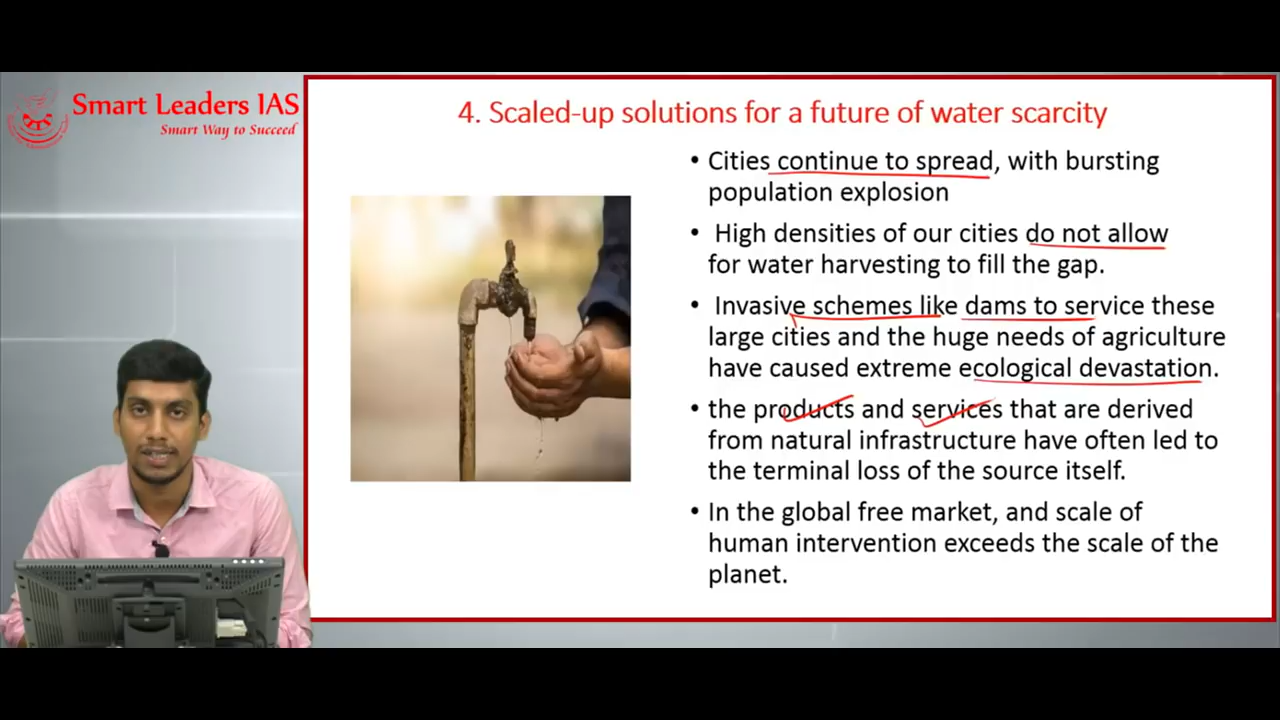 Smart Leaders IAS
Smart Way to Succeed
4. Scaled-up solutions for a future of water scarcity
• Cities continue to spread, with bursting
population explosion
• High densities of our cities do not allow
for water harvesting to fill the gap.
• Invasive schemes like dams to service these
large cities and the huge needs of agriculture
have caused extreme ecological devastation.
• the products and services that are derived
from natural infrastructure have often led to
the terminal loss of the source itself.
• In the global free market, and scale of
human intervention exceeds the scale of the
planet.